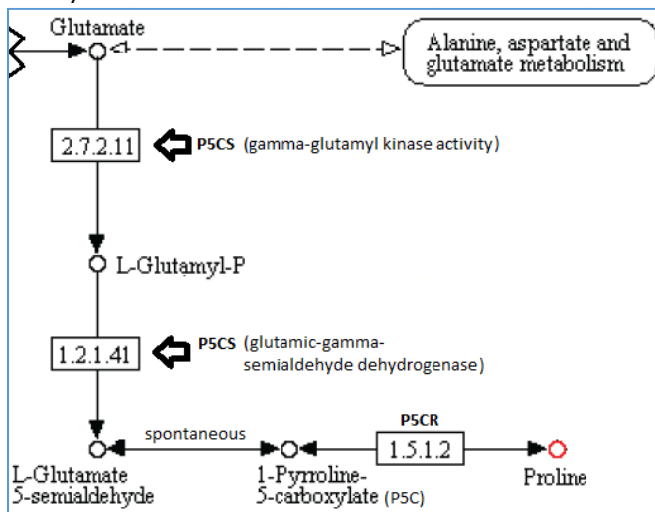 Glutamate
Alanine, aspartate and
glutamate metabolism
2.7.2.11
P5CS (gamma-glutamyl kinase activity)
L-Glutamyl-P
1.2.1.41
P5CS (glutamic-gamma-
semialdehyde dehydrogenase)
spontaneous
P5CR
1.5.1.2
L-Glutamate
5-semialdehyde
1-Pyrroline-
5-carboxylate (P5C)
Proline